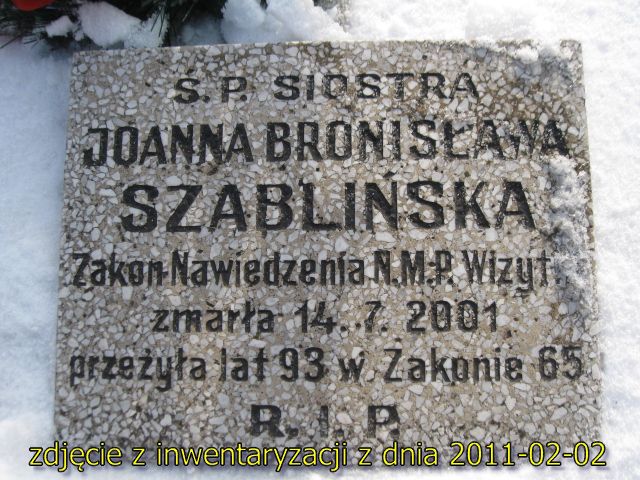 Ś.P. SIOSTRA
JOANNA BRONISŁAWA
SZABLIŃSKA
Zakon Nawiedzenia N.M.P.
zmarła 14. 7. 2001.
przeżyła lat 93 w Zakonie 65
R. I. P.
zdjęcie z inwentaryzacji z dnia 2011-02-02